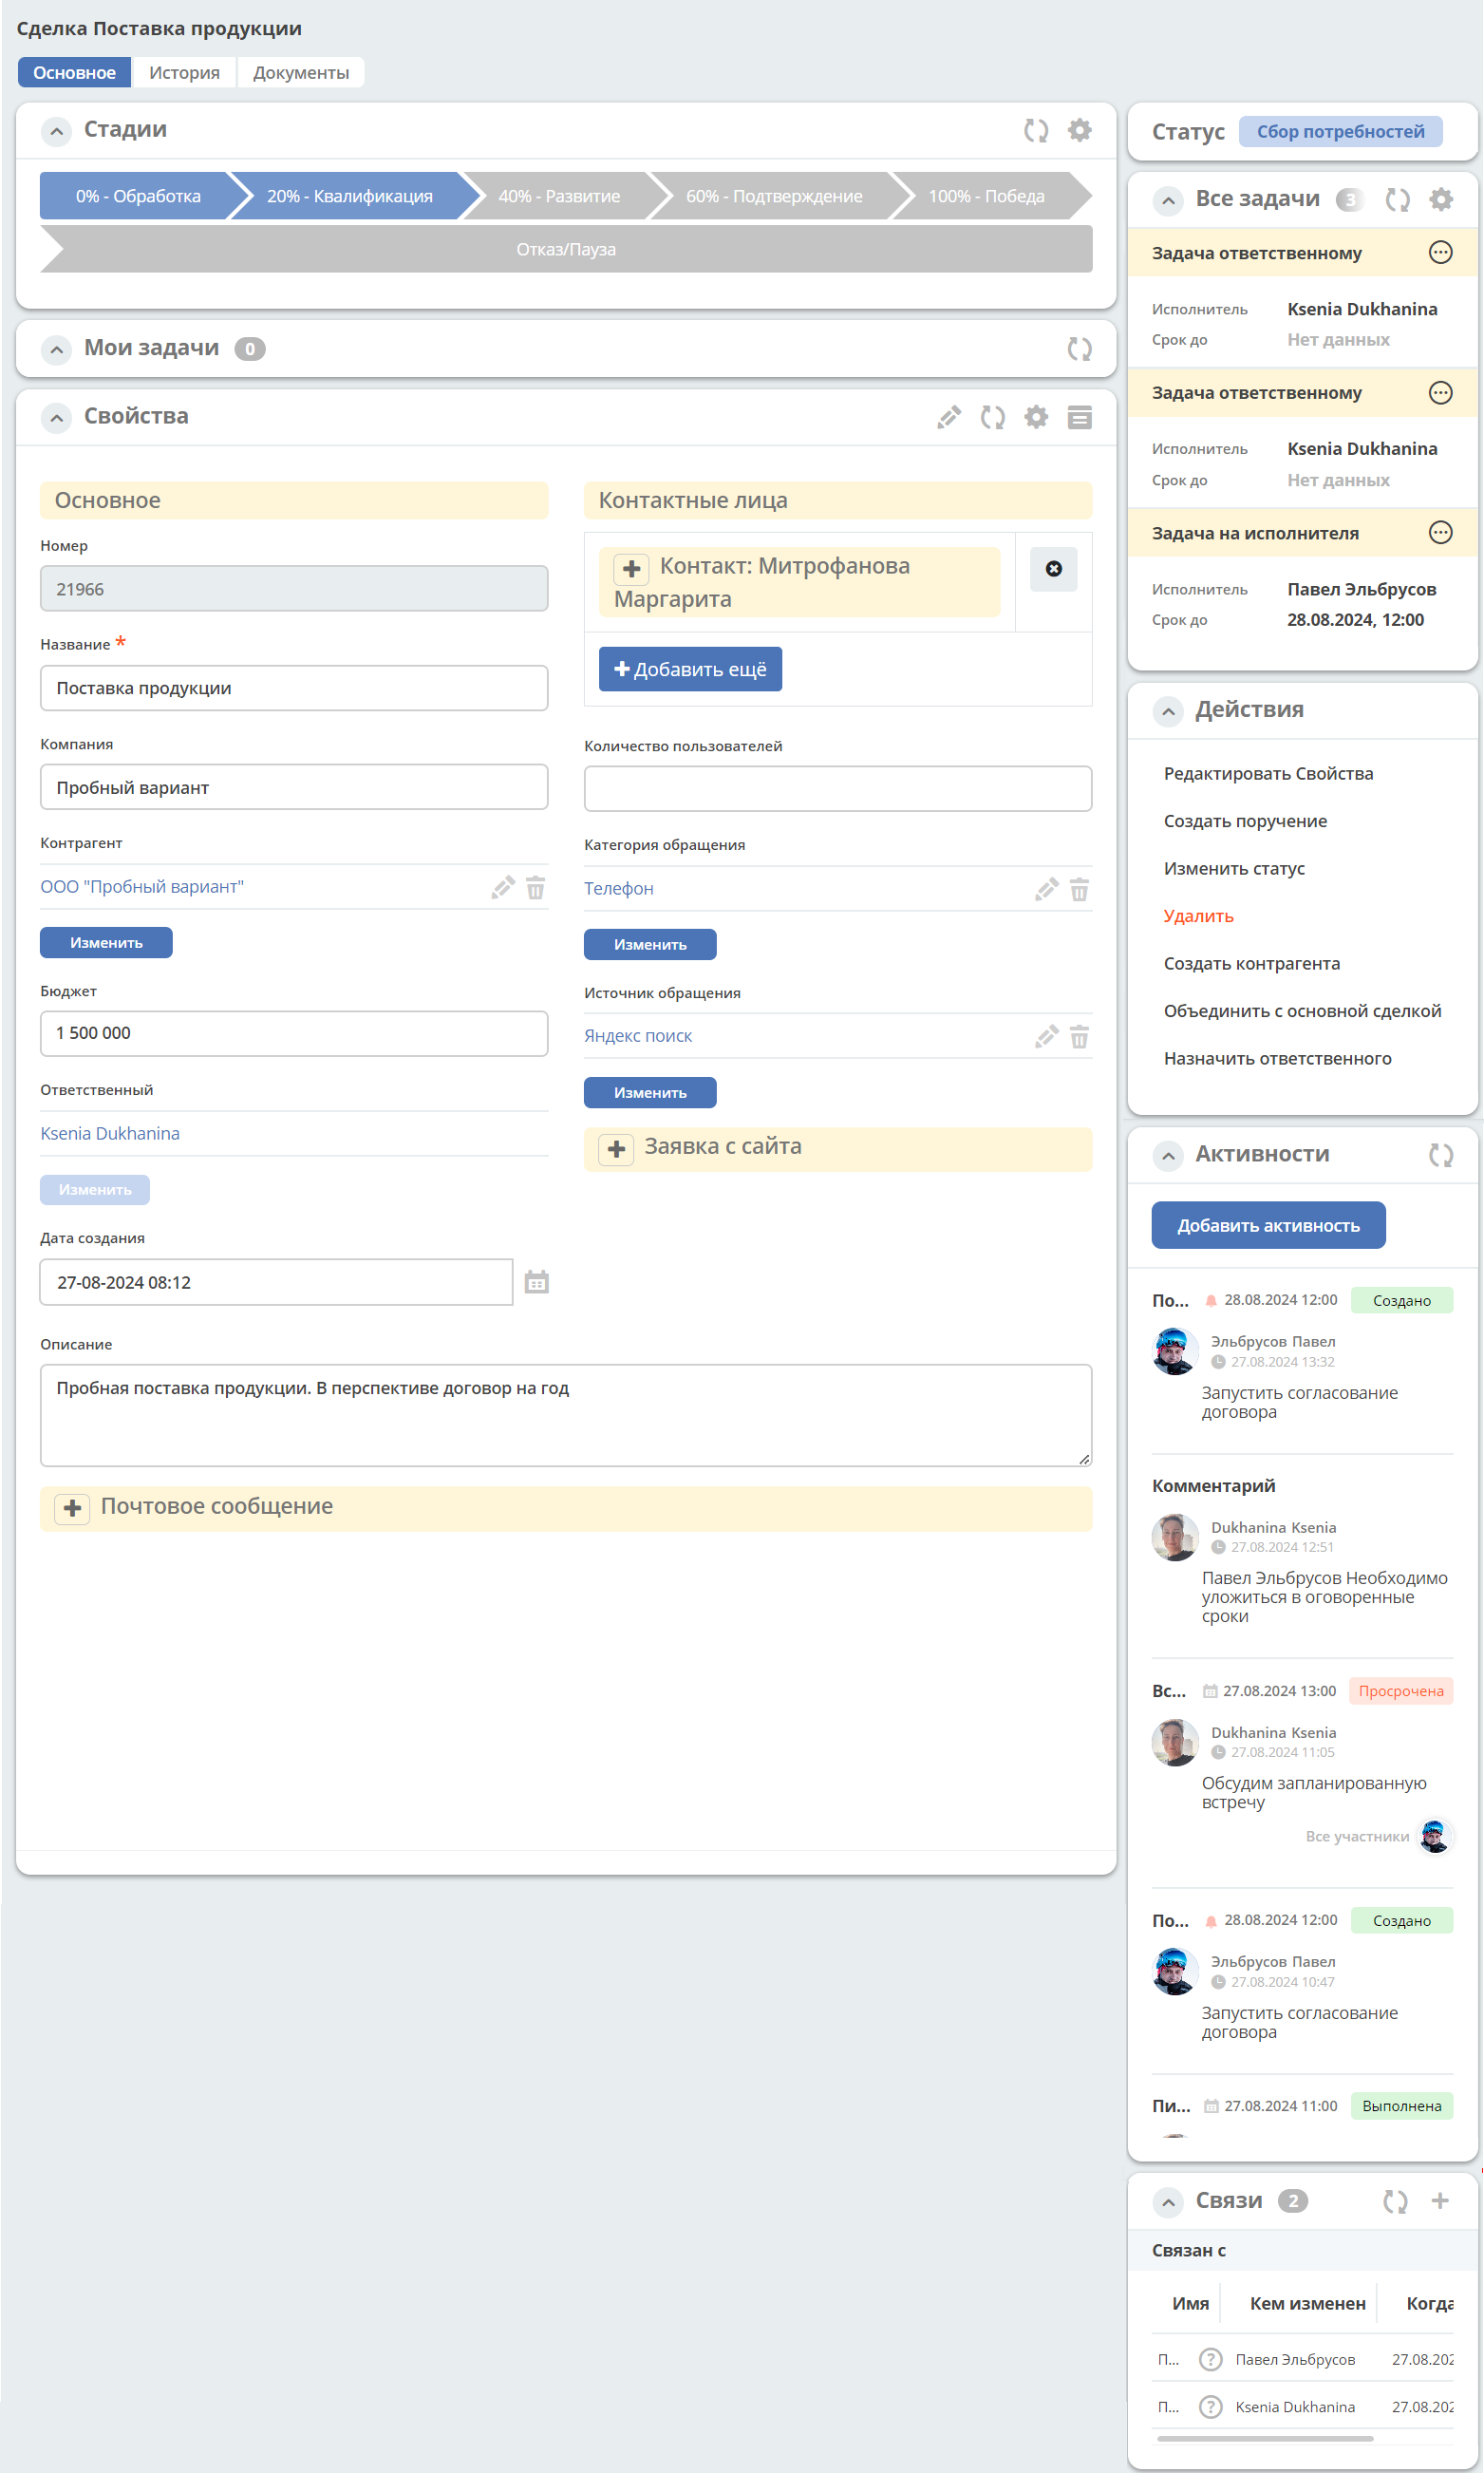 Сделка Поставка продукции
Основное
История
Документы
Стадии
0% - Обработка
20% - Квалификация
40% - Развитие
60% - Подтверждение
100% - Победа
Отказ/Пауза
Мои задачи 0
Свойства
Основное
Номер
21966
Название *
Поставка продукции
Компания
Пробный вариант
Контрагент
ООО "Пробный вариант"
Изменить
Бюджет
1 500 000
Ответственный
Ksenia Dukhanina
Изменить
Дата создания
27-08-2024 08:12
Контактные лица
Контакт: Митрофанова
Маргарита
Добавить ещё
Количество пользователей
Категория обращения
Телефон
Изменить
Источник обращения
Яндекс поиск
Изменить
Заявка с сайта
Описание
Пробная поставка продукции. В перспективе договор на год
Почтовое сообщение
Статус Сбор потребностей
Все задачи 3
Задача ответственному
Исполнитель Ksenia Dukhanina
Срок до Нет данных
Задача ответственному
Исполнитель Ksenia Dukhanina
Срок до Нет данных
Задача на исполнителя
Исполнитель Павел Эльбрусов
Срок до 28.08.2024, 12:00
Действия
Редактировать Свойства
Создать поручение
Изменить статус
Удалить
Создать контрагента
Объединить с основной сделкой
Назначить ответственного
Активности
Добавить активность
По... 28.08.2024 12:00 Создано
Эльбрусов Павел
27.08.2024 13:32
Запустить согласование
договора
Комментарий
Dukhanina Ksenia
27.08.2024 12:51
Павел Эльбрусов Необходимо
уложиться в оговоренные
сроки
Вс... 27.08.2024 13:00 Просрочена
Dukhanina Ksenia
27.08.2024 11:05
Обсудим запланированную
встречу
Все участники
По... 28.08.2024 12:00 Создано
Эльбрусов Павел
27.08.2024 10:47
Запустить согласование
договора
Пи... 27.08.2024 11:00 Выполнена
Связи 2
Связан с
Имя Кем изменен Когда
П... ? Павел Эльбрусов 27.08.202
П... ? Ksenia Dukhanina 27.08.202